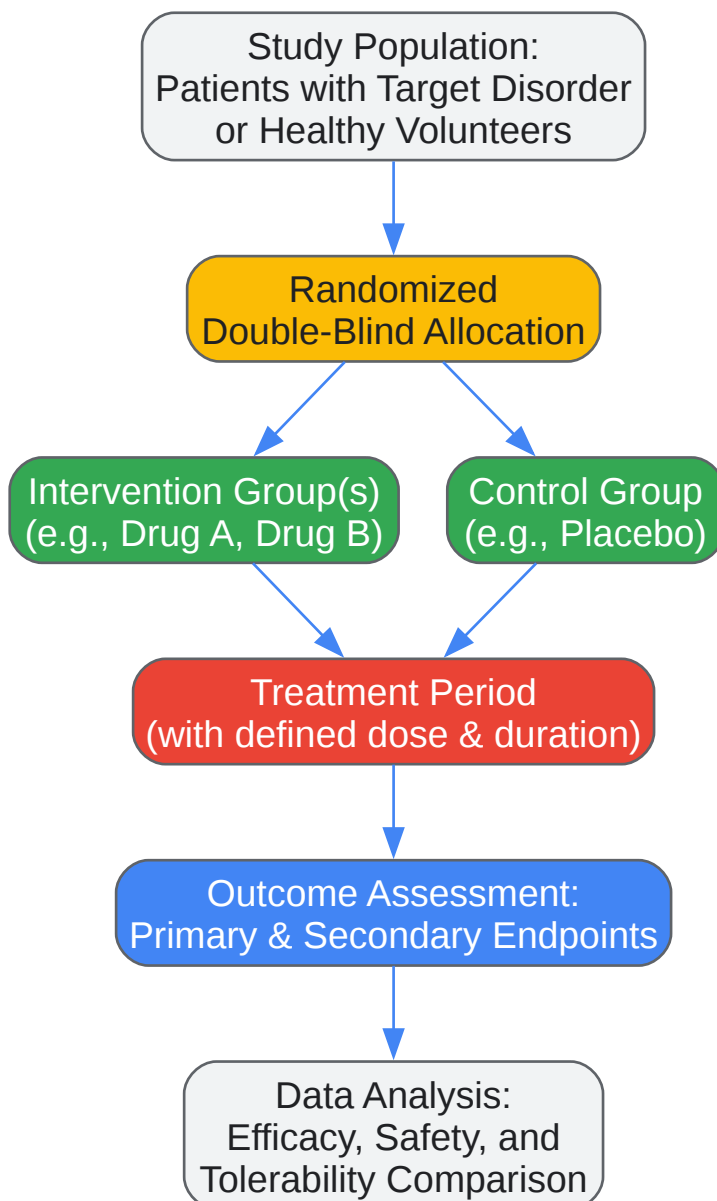 Study Population:
Patients with Target Disorder
or Healthy Volunteers
Randomized
Double-Blind Allocation
Intervention Group(s)
(e.g., Drug A, Drug B)
Control Group
(e.g., Placebo)
Treatment Period
(with defined dose & duration)
Outcome Assessment:
Primary & Secondary Endpoints
Data Analysis:
Efficacy, Safety, and
Tolerability Comparison